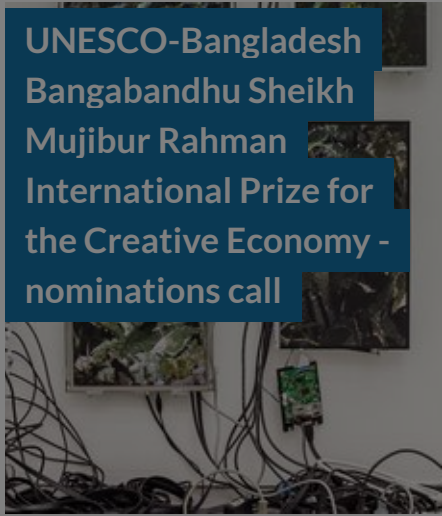 UNESCO-Bangladesh
Bangabandhu Sheikh
Mujibur Rahman
International Prize for
the Creative Economy -
nominations call